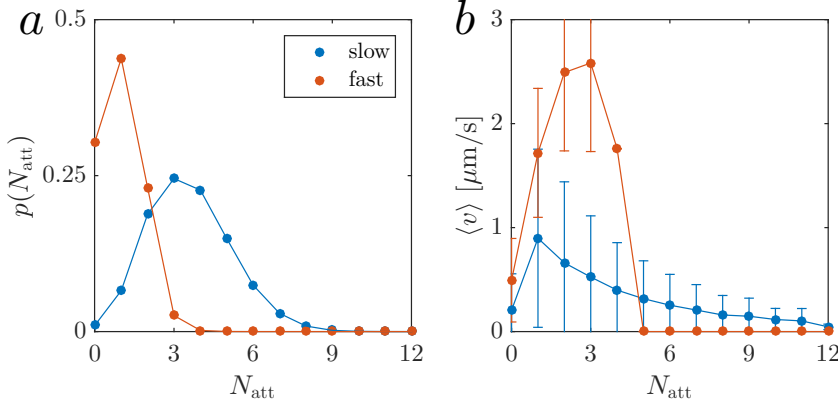 a
0.5
0.25
0
p(N_att)
slow
fast
0 3 6 9 12
N_att
b
3
2
1
0
⟨v⟩ [μm/s]
0 3 6 9 12
N_att